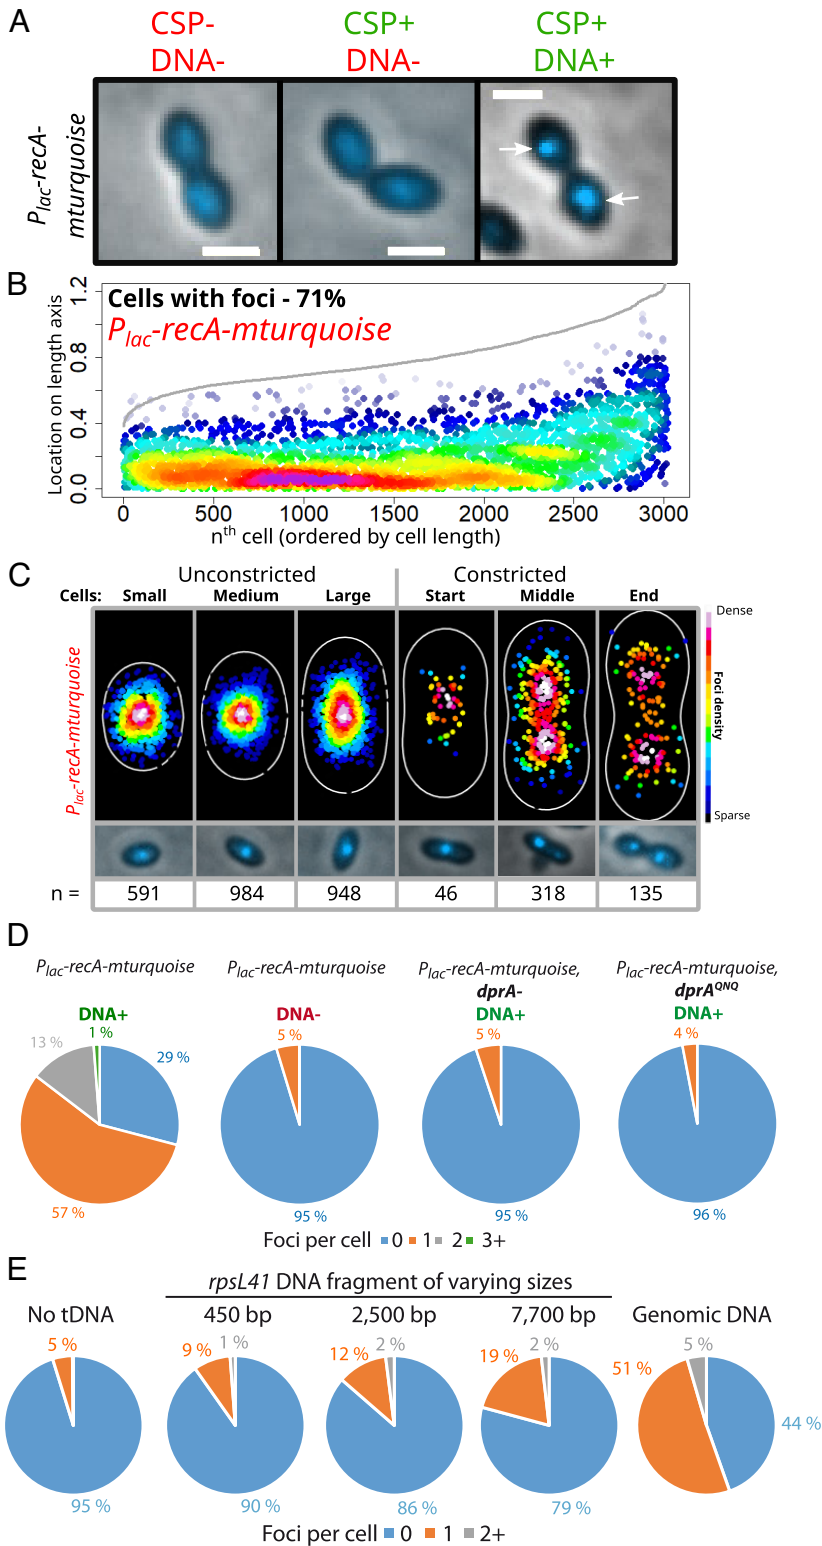 A
CSP-
DNA-
CSP+
DNA-
CSP+
DNA+
Plac-recA-
mturquoise
B
Cells with foci - 71%
Plac-recA-mturquoise
Location on length axis
0.0 0.4 0.8 1.2
0 500 1000 1500 2000 2500 3000
nth cell (ordered by cell length)
C
Unconstricted Constricted
Cells: Small Medium Large Start Middle End
Plac-recA-mturquoise
Dense
Foci density
Sparse
n = 591 984 948 46 318 135
D
Plac-recA-mturquoise
DNA+
1 %
13 %
29 %
57 %
Plac-recA-mturquoise
DNA-
5 %
95 %
Plac-recA-mturquoise,
dprA-
DNA+
5 %
95 %
Plac-recA-mturquoise,
dprAQNQ
DNA+
4 %
96 %
Foci per cell 0 1 2 3+
E
rpsL41 DNA fragment of varying sizes
No tDNA 450 bp 2,500 bp 7,700 bp Genomic DNA
5 %
95 %
1 %
9 %
90 %
2 %
12 %
86 %
2 %
19 %
79 %
5 %
51 %
44 %
Foci per cell 0 1 2+